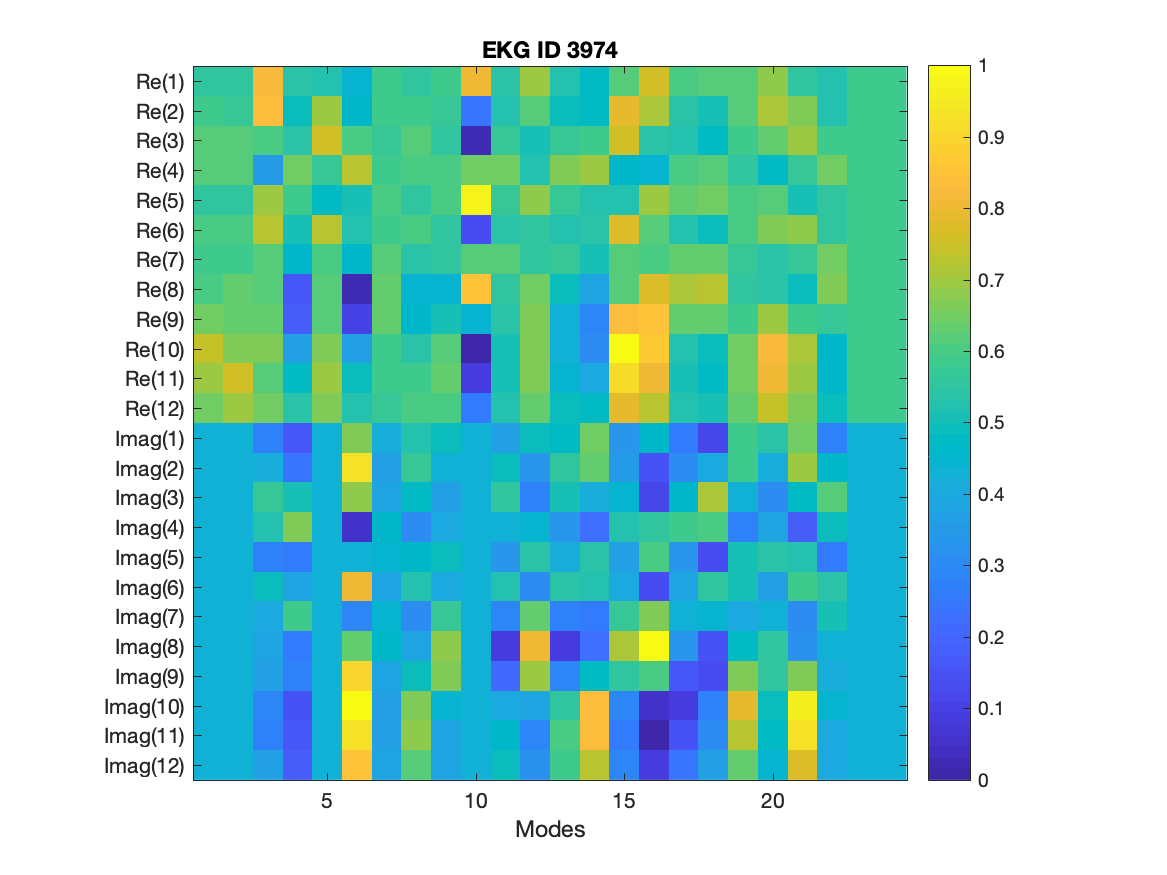 EKG ID 3974
Re(1)
Re(2)
Re(3)
Re(4)
Re(5)
Re(6)
Re(7)
Re(8)
Re(9)
Re(10)
Re(11)
Re(12)
Imag(1)
Imag(2)
Imag(3)
Imag(4)
Imag(5)
Imag(6)
Imag(7)
Imag(8)
Imag(9)
Imag(10)
Imag(11)
Imag(12)
5 10 15 20
Modes
1
0.9
0.8
0.7
0.6
0.5
0.4
0.3
0.2
0.1
0